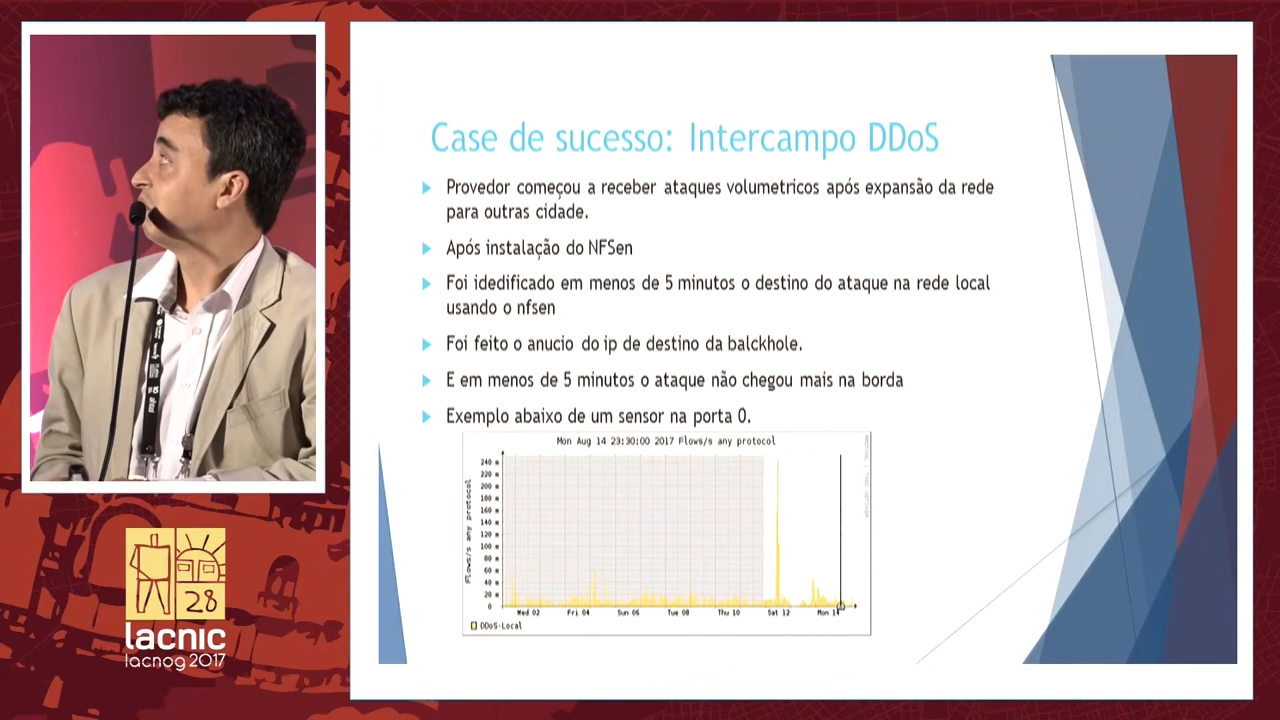 Case de sucesso: Intercampo DDoS
Provedor começou a receber ataques volumetricos após expansão da rede
para outras cidade.
Após instalação do NFSen
Foi idedificado em menos de 5 minutos o destino do ataque na rede local
usando o nfsen
Foi feito o anucio do ip de destino da balckhole.
E em menos de 5 minutos o ataque não chegou mais na borda
Exemplo abaixo de um sensor na porta 0.
Mon Aug 14 23:30:00 2017 Flows/s any protocol
Flows/s any protocol
240 m
220 m
200 m
180 m
160 m
140 m
120 m
100 m
80 m
60 m
40 m
20 m
0
Wed 02 Fri 04 Sun 06 Tue 08 Thu 10 Sat 12 Mon 14
DDoS-Local
28
lacnic
lacnog 2017